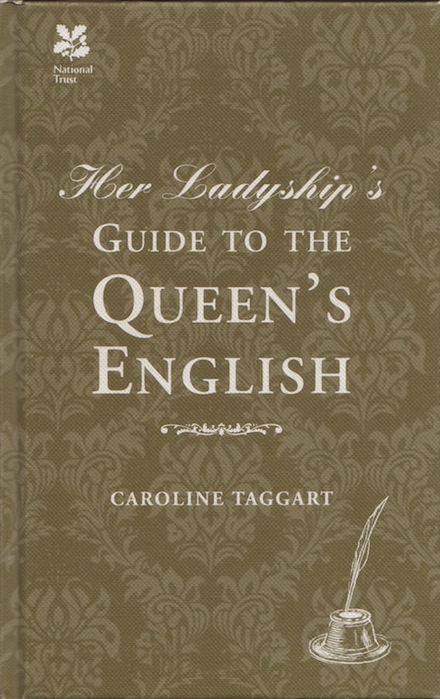 National
Trust
Her Ladyship's
GUIDE TO THE
QUEEN'S
ENGLISH
CAROLINE TAGGART